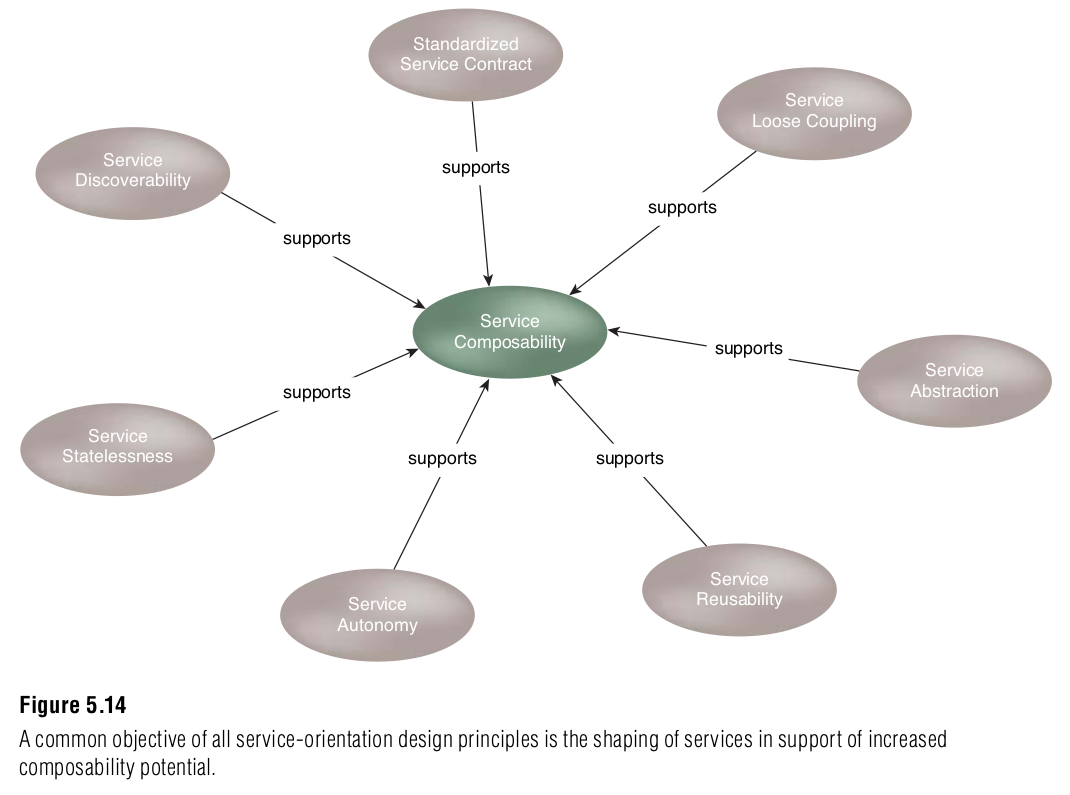 Standardized
Service Contract
Service
Loose Coupling
Service
Discoverability
supports
supports
supports
Service
Composability
supports
Service
Abstraction
supports
Service
Statelessness
supports
supports
Service
Autonomy
Service
Reusability
Figure 5.14
A common objective of all service-orientation design principles is the shaping of services in support of increased
composability potential.